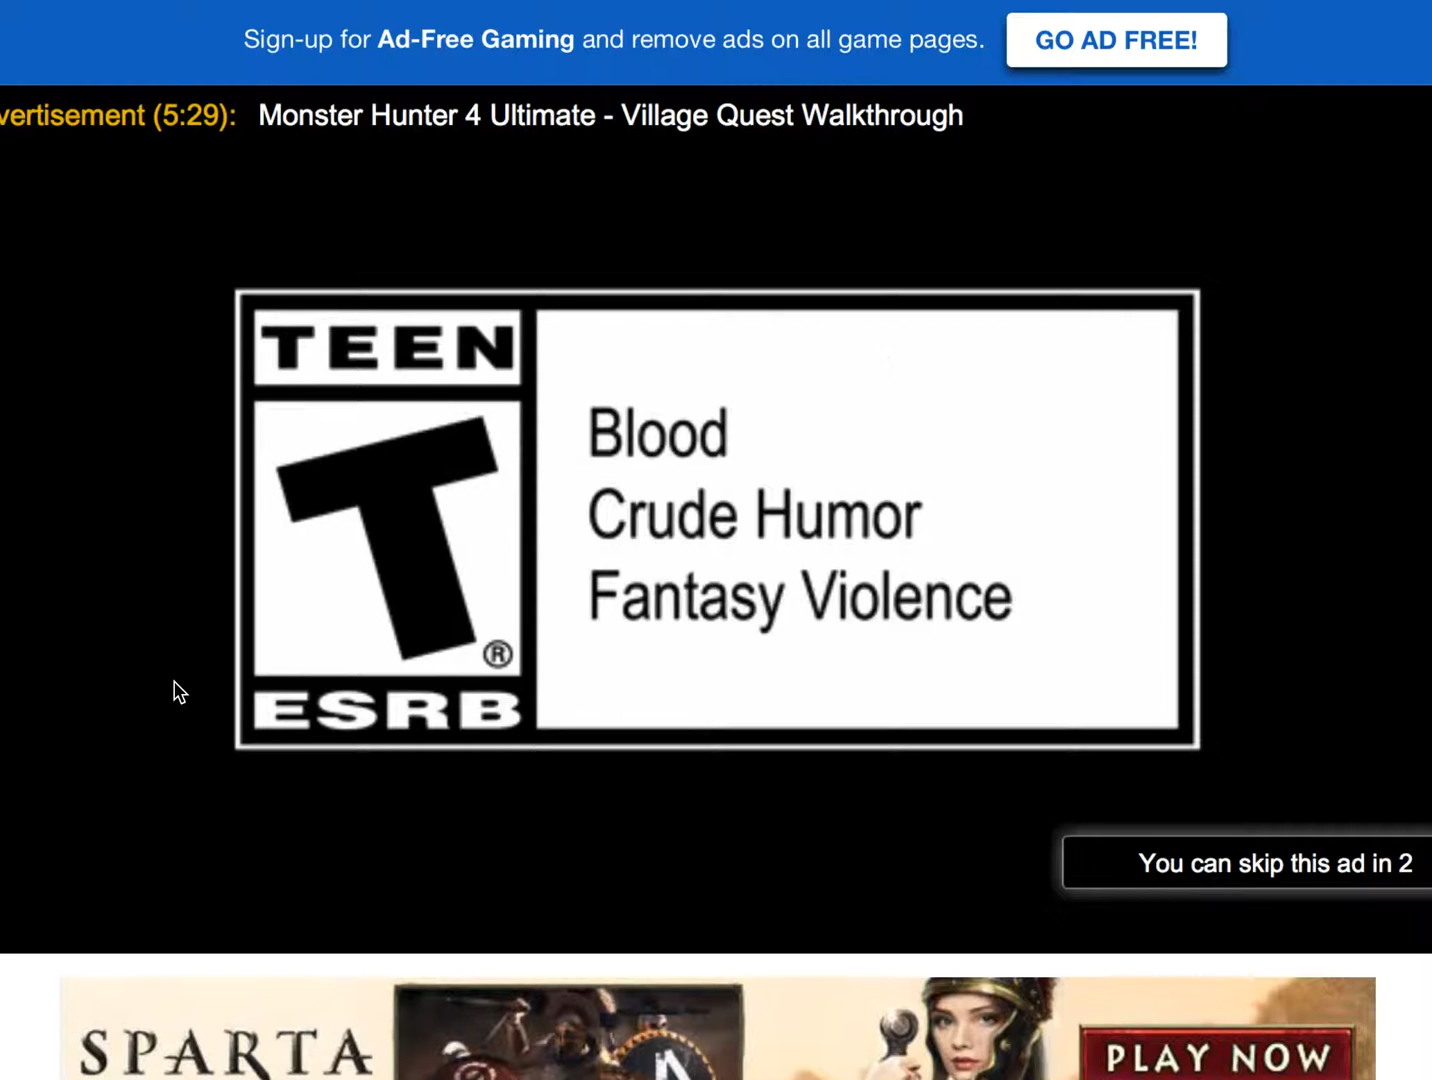 Sign-up for Ad-Free Gaming and remove ads on all game pages.
GO AD FREE!
vertisement (5:29): Monster Hunter 4 Ultimate - Village Quest Walkthrough
TEEN
T
®
ESRB
Blood
Crude Humor
Fantasy Violence
You can skip this ad in 2
SPARTA
PLAY NOW